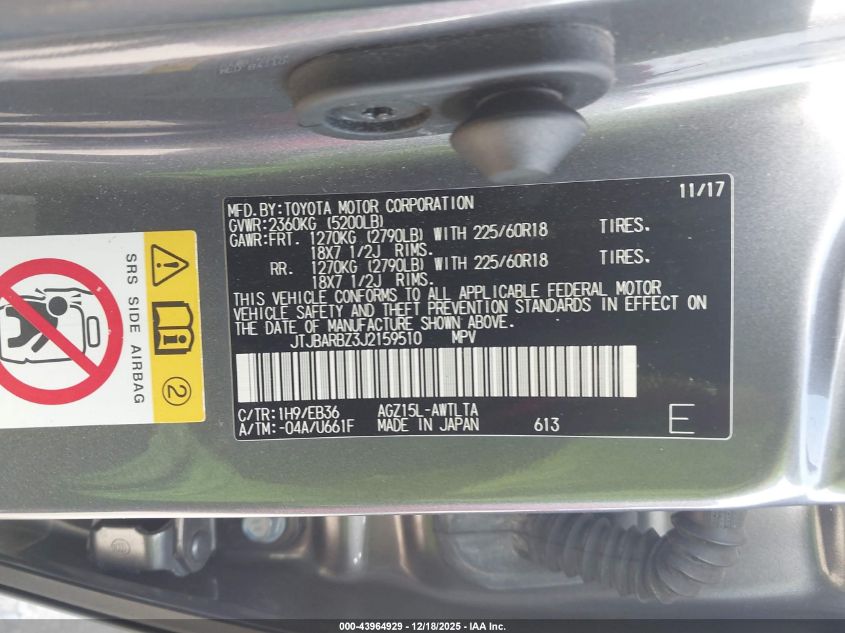 11/17
MFD.BY:TOYOTA MOTOR CORPORATION
GVWR:2360KG (5200LB)
GAWR:FRT. 1270KG (2790LB) WITH 225/60R18 TIRES.
18X7 1/2J RIMS.
RR. 1270KG (2790LB) WITH 225/60R18 TIRES.
18X7 1/2J RIMS.
THIS VEHICLE CONFORMS TO ALL APPLICABLE FEDERAL MOTOR
VEHICLE SAFETY AND THEFT PREVENTION STANDARDS IN EFFECT ON
THE DATE OF MANUFACTURE SHOWN ABOVE.
JTJBARBZ3J2159510 MPV
C/TR:1H9/EB36 AGZ15L-AWTLTA
A/TM:-04A/U661F MADE IN JAPAN 613 E
SRS SIDE AIRBAG
2
000-43964929 - 12/18/2025 - IAA Inc.